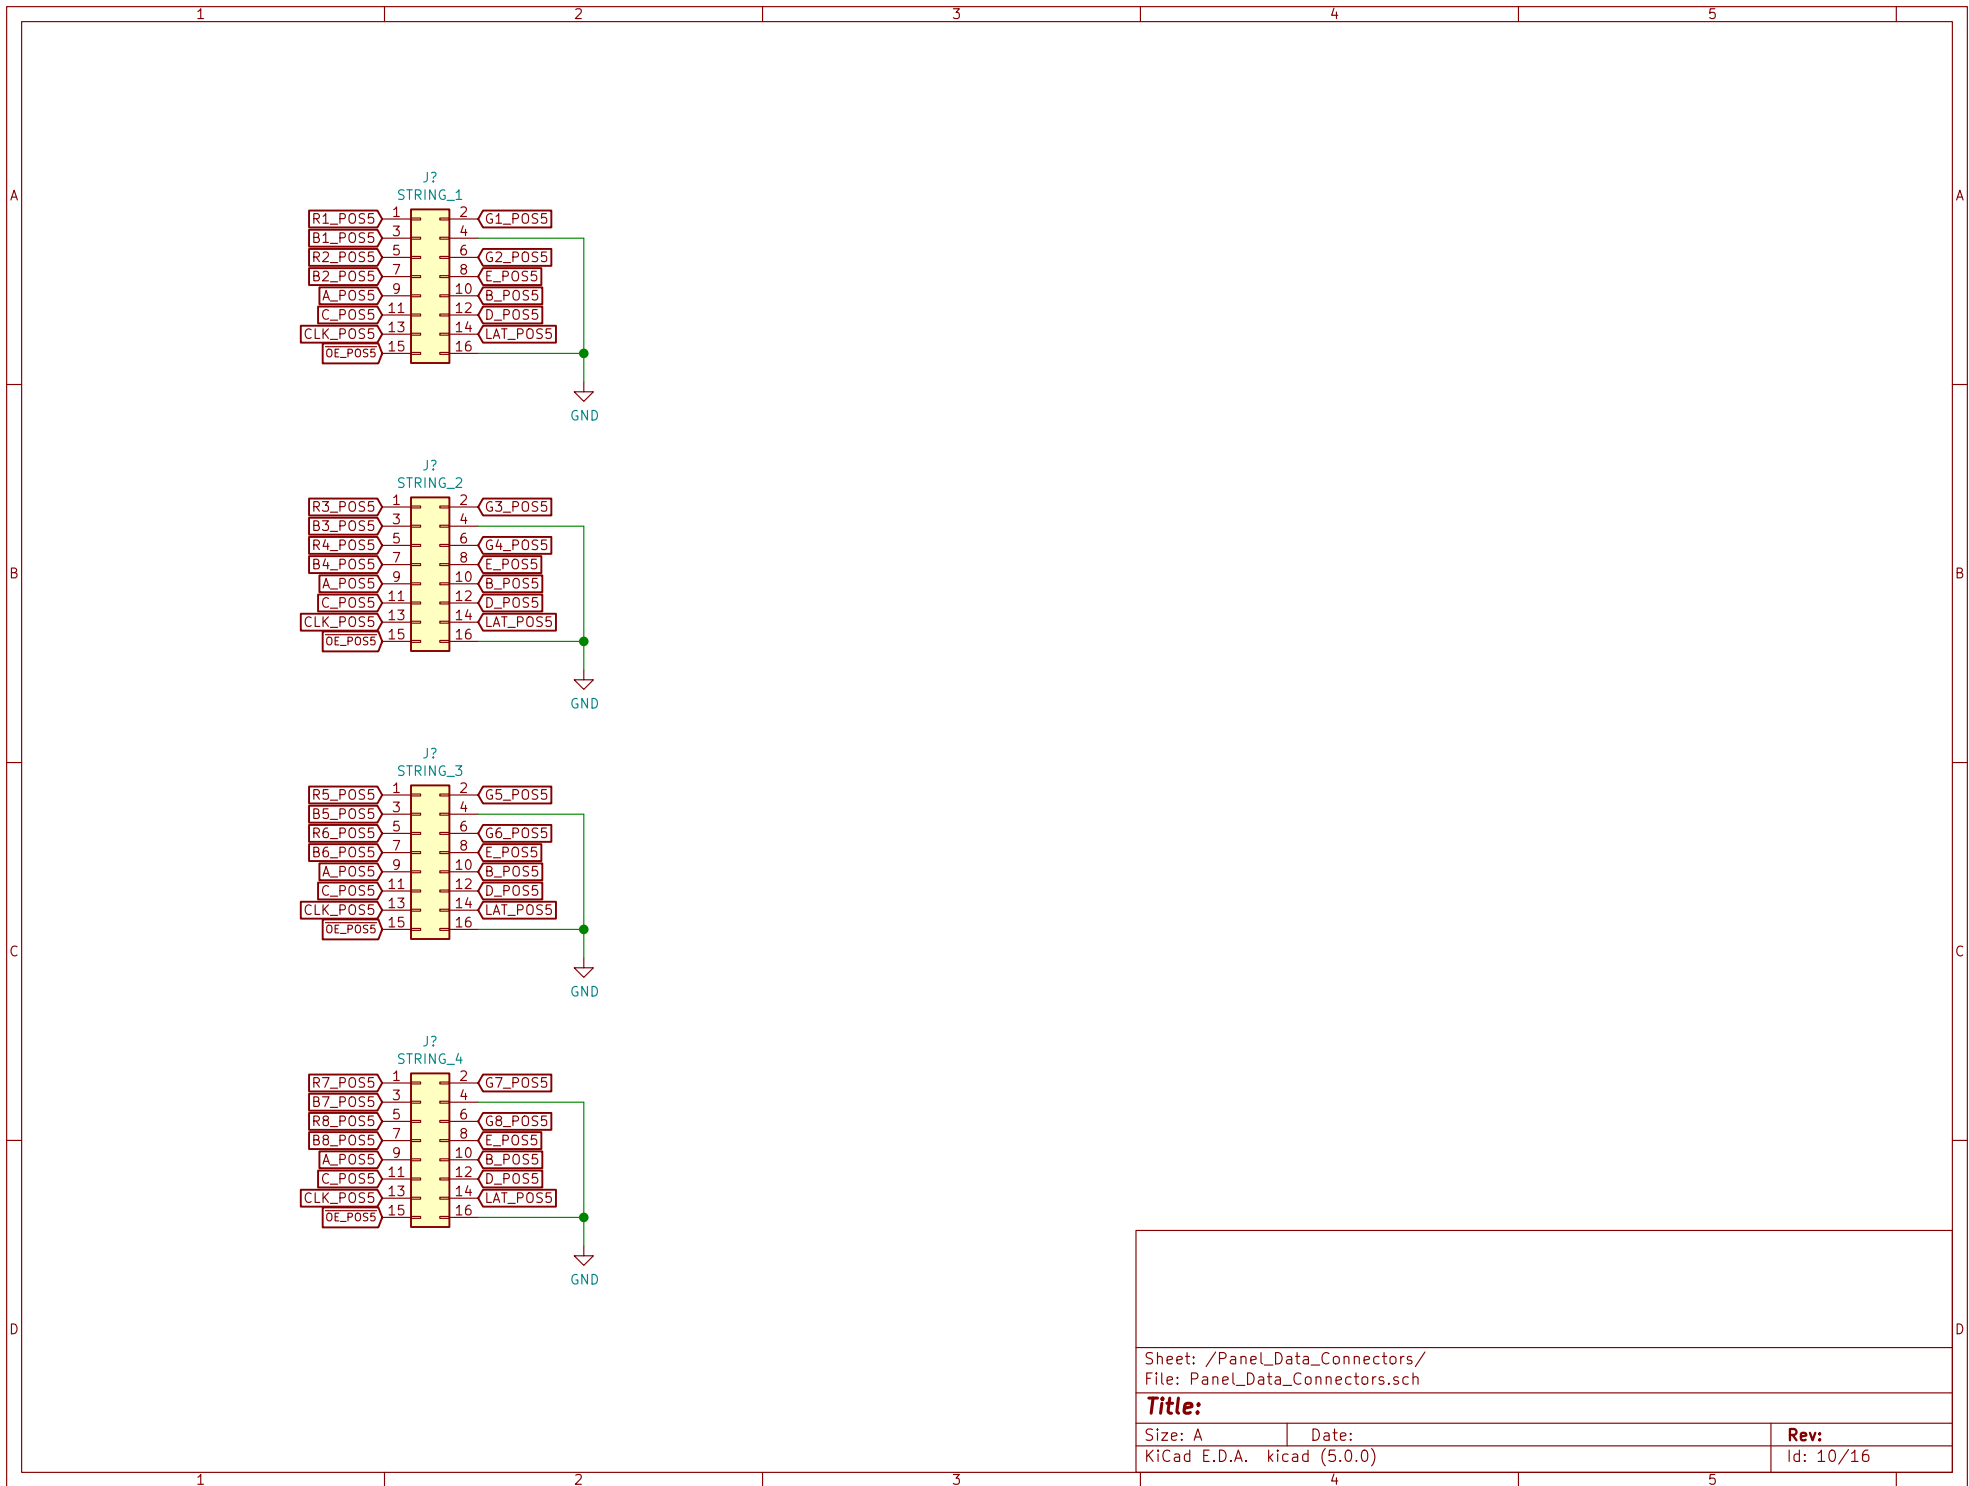 1 2 3 4 5
A A
J?
STRING_1
R1_POS5 1 2 G1_POS5
B1_POS5 3 4
R2_POS5 5 6 G2_POS5
B2_POS5 7 8 E_POS5
A_POS5 9 10 B_POS5
C_POS5 11 12 D_POS5
CLK_POS5 13 14 LAT_POS5
OE_POS5 15 16
GND
J?
STRING_2
R3_POS5 1 2 G3_POS5
B3_POS5 3 4
R4_POS5 5 6 G4_POS5
B4_POS5 7 8 E_POS5
B B
A_POS5 9 10 B_POS5
C_POS5 11 12 D_POS5
CLK_POS5 13 14 LAT_POS5
OE_POS5 15 16
GND
J?
STRING_3
R5_POS5 1 2 G5_POS5
B5_POS5 3 4
R6_POS5 5 6 G6_POS5
B6_POS5 7 8 E_POS5
A_POS5 9 10 B_POS5
C_POS5 11 12 D_POS5
CLK_POS5 13 14 LAT_POS5
OE_POS5 15 16
C C
GND
J?
STRING_4
R7_POS5 1 2 G7_POS5
B7_POS5 3 4
R8_POS5 5 6 G8_POS5
B8_POS5 7 8 E_POS5
A_POS5 9 10 B_POS5
C_POS5 11 12 D_POS5
CLK_POS5 13 14 LAT_POS5
OE_POS5 15 16
GND
D D
Sheet: /Panel_Data_Connectors/
File: Panel_Data_Connectors.sch
Title:
Size: A Date: Rev:
KiCad E.D.A. kicad (5.0.0) Id: 10/16
1 2 3 4 5